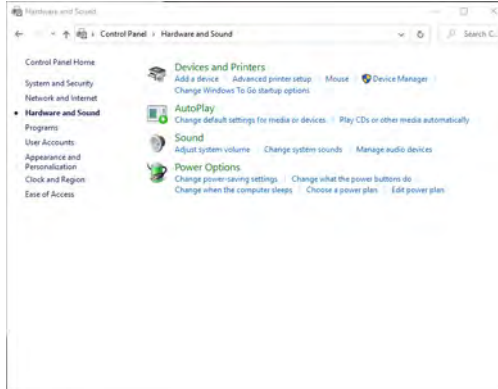 Hardware and Sound
Control Panel › Hardware and Sound
Search C...
Control Panel Home
System and Security
Network and Internet
Hardware and Sound
Programs
User Accounts
Appearance and
Personalization
Clock and Region
Ease of Access
Devices and Printers
Add a device Advanced printer setup Mouse Device Manager
Change Windows To Go startup options
AutoPlay
Change default settings for media or devices Play CDs or other media automatically
Sound
Adjust system volume Change system sounds Manage audio devices
Power Options
Change power-saving settings Change what the power buttons do
Change when the computer sleeps Choose a power plan Edit power plan